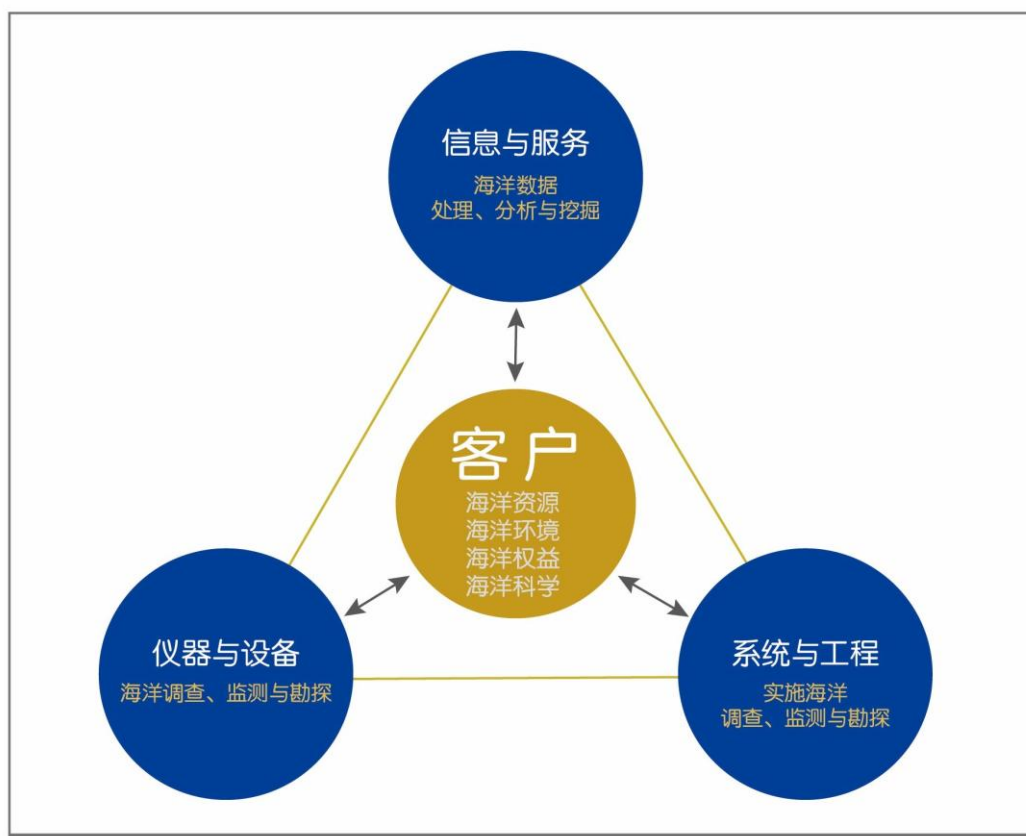 信息与服务
海洋数据
处理、分析与挖掘
客户
海洋资源
海洋环境
海洋权益
海洋科学
仪器与设备
海洋调查、监测与勘探
系统与工程
实施海洋
调查、监测与勘探